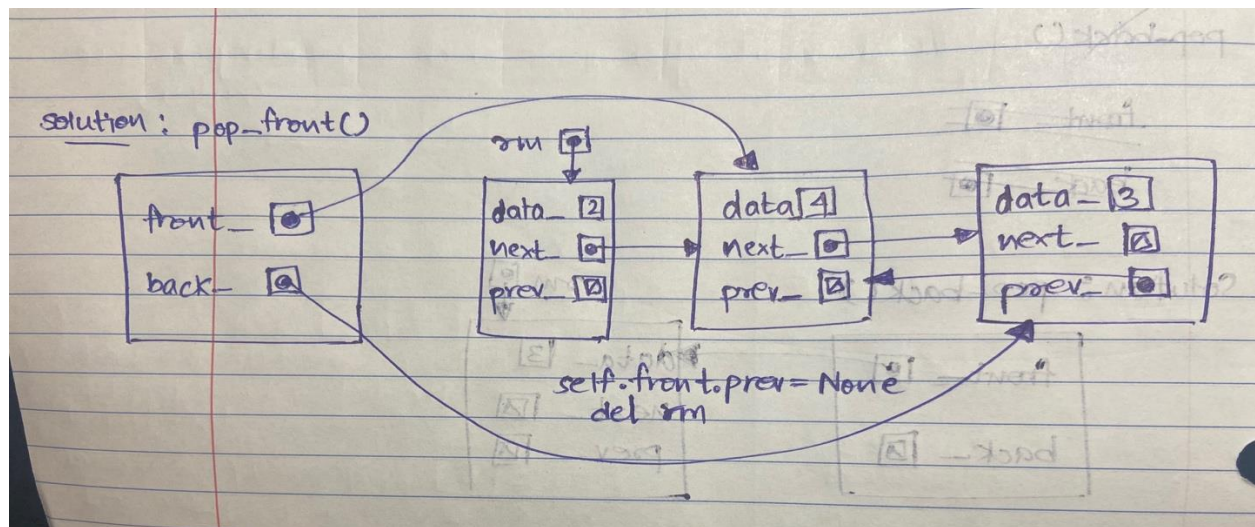 solution: pop_front()
rm
front_
back_
data_ 2
next_
prev_
data 4
next_
prev_
data_ 3
next_
prev_
self.front.prev = None
del rm